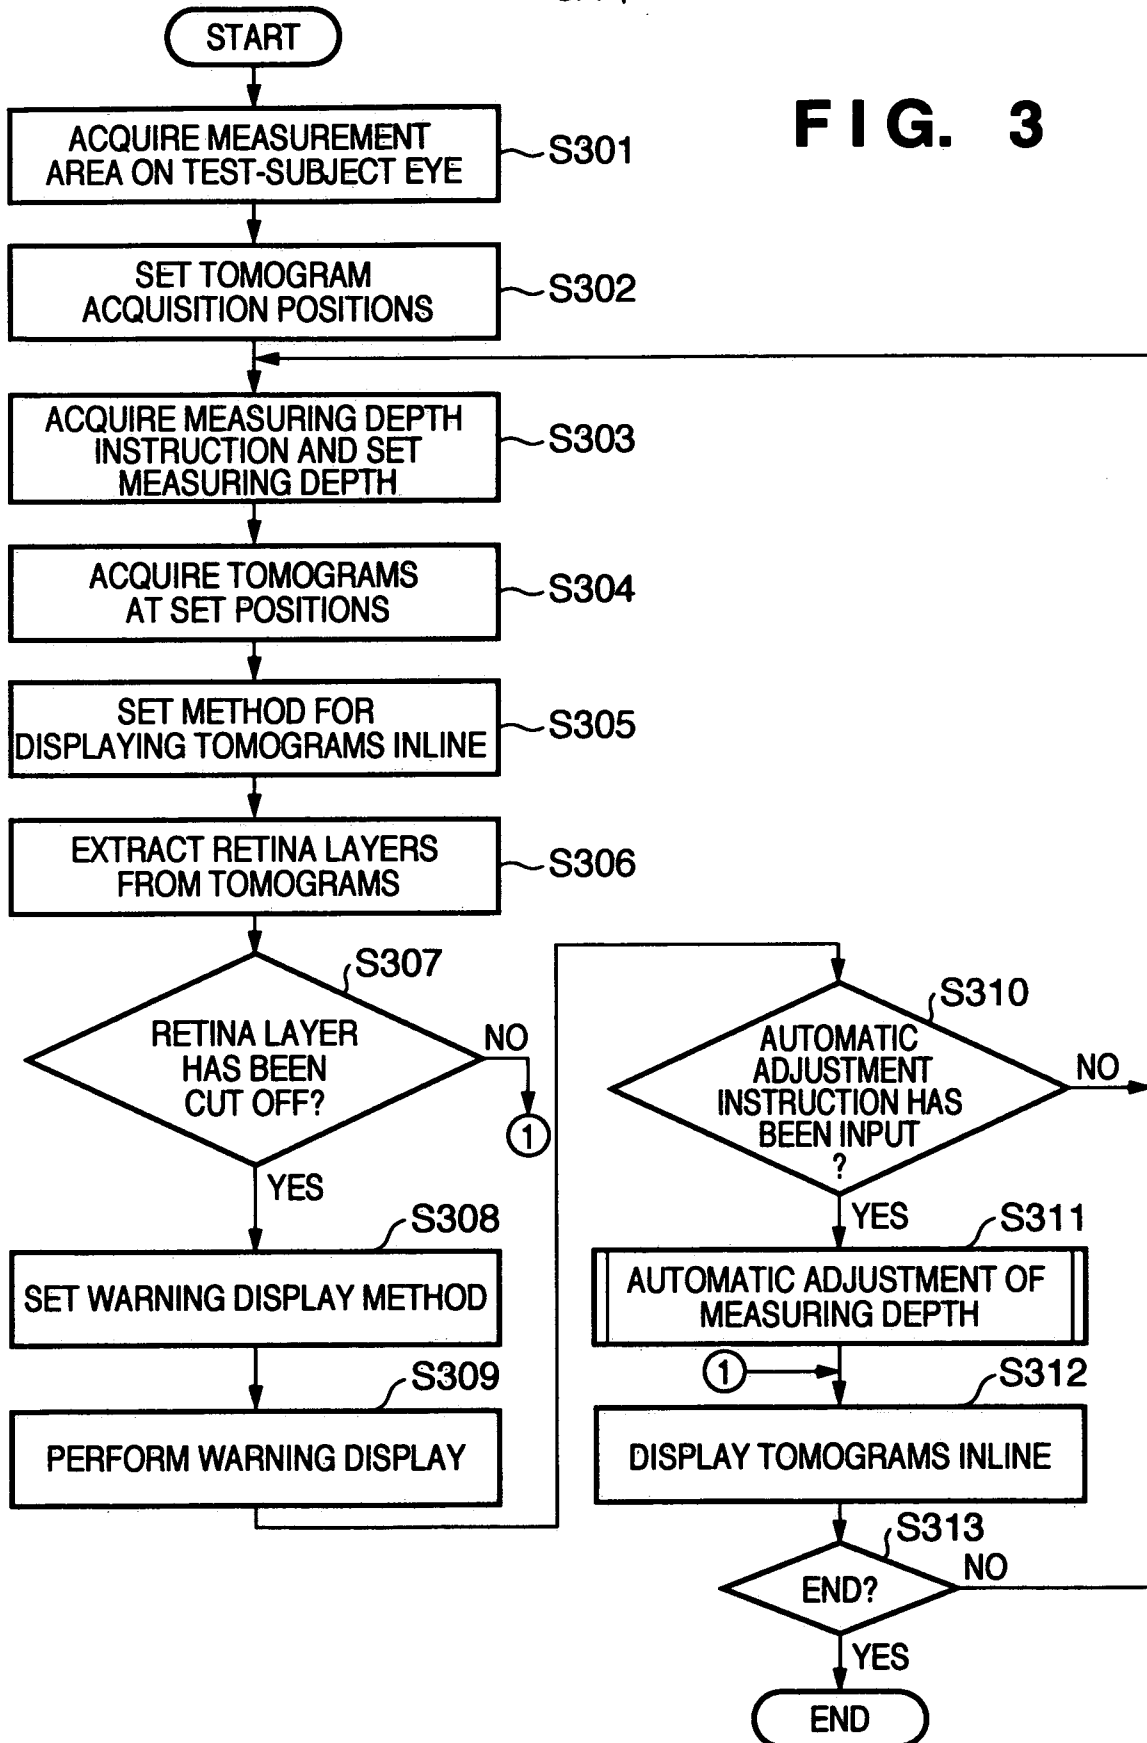 START
FIG. 3
ACQUIRE MEASUREMENT
AREA ON TEST-SUBJECT EYE
S301
SET TOMOGRAM
ACQUISITION POSITIONS
S302
ACQUIRE MEASURING DEPTH
INSTRUCTION AND SET
MEASURING DEPTH
S303
ACQUIRE TOMOGRAMS
AT SET POSITIONS
S304
SET METHOD FOR
DISPLAYING TOMOGRAMS INLINE
S305
EXTRACT RETINA LAYERS
FROM TOMOGRAMS
S306
S307
RETINA LAYER
HAS BEEN
CUT OFF?
NO
1
YES
S308
SET WARNING DISPLAY METHOD
S309
PERFORM WARNING DISPLAY
S310
AUTOMATIC
ADJUSTMENT
INSTRUCTION HAS
BEEN INPUT
?
NO
YES
S311
AUTOMATIC ADJUSTMENT OF
MEASURING DEPTH
1
S312
DISPLAY TOMOGRAMS INLINE
S313
END?
NO
YES
END